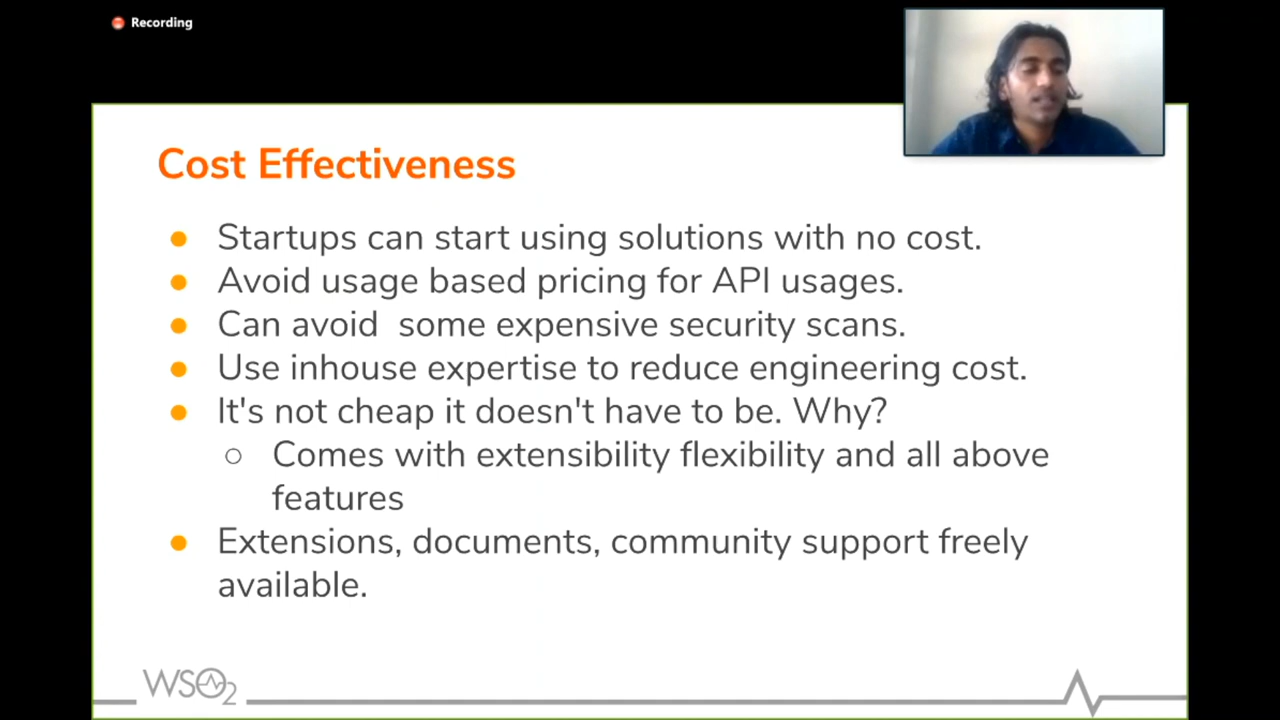 Recording
Cost Effectiveness
● Startups can start using solutions with no cost.
● Avoid usage based pricing for API usages.
● Can avoid  some expensive security scans.
● Use inhouse expertise to reduce engineering cost.
● It's not cheap it doesn't have to be. Why?
○ Comes with extensibility flexibility and all above
features
● Extensions, documents, community support freely
available.
WSO2